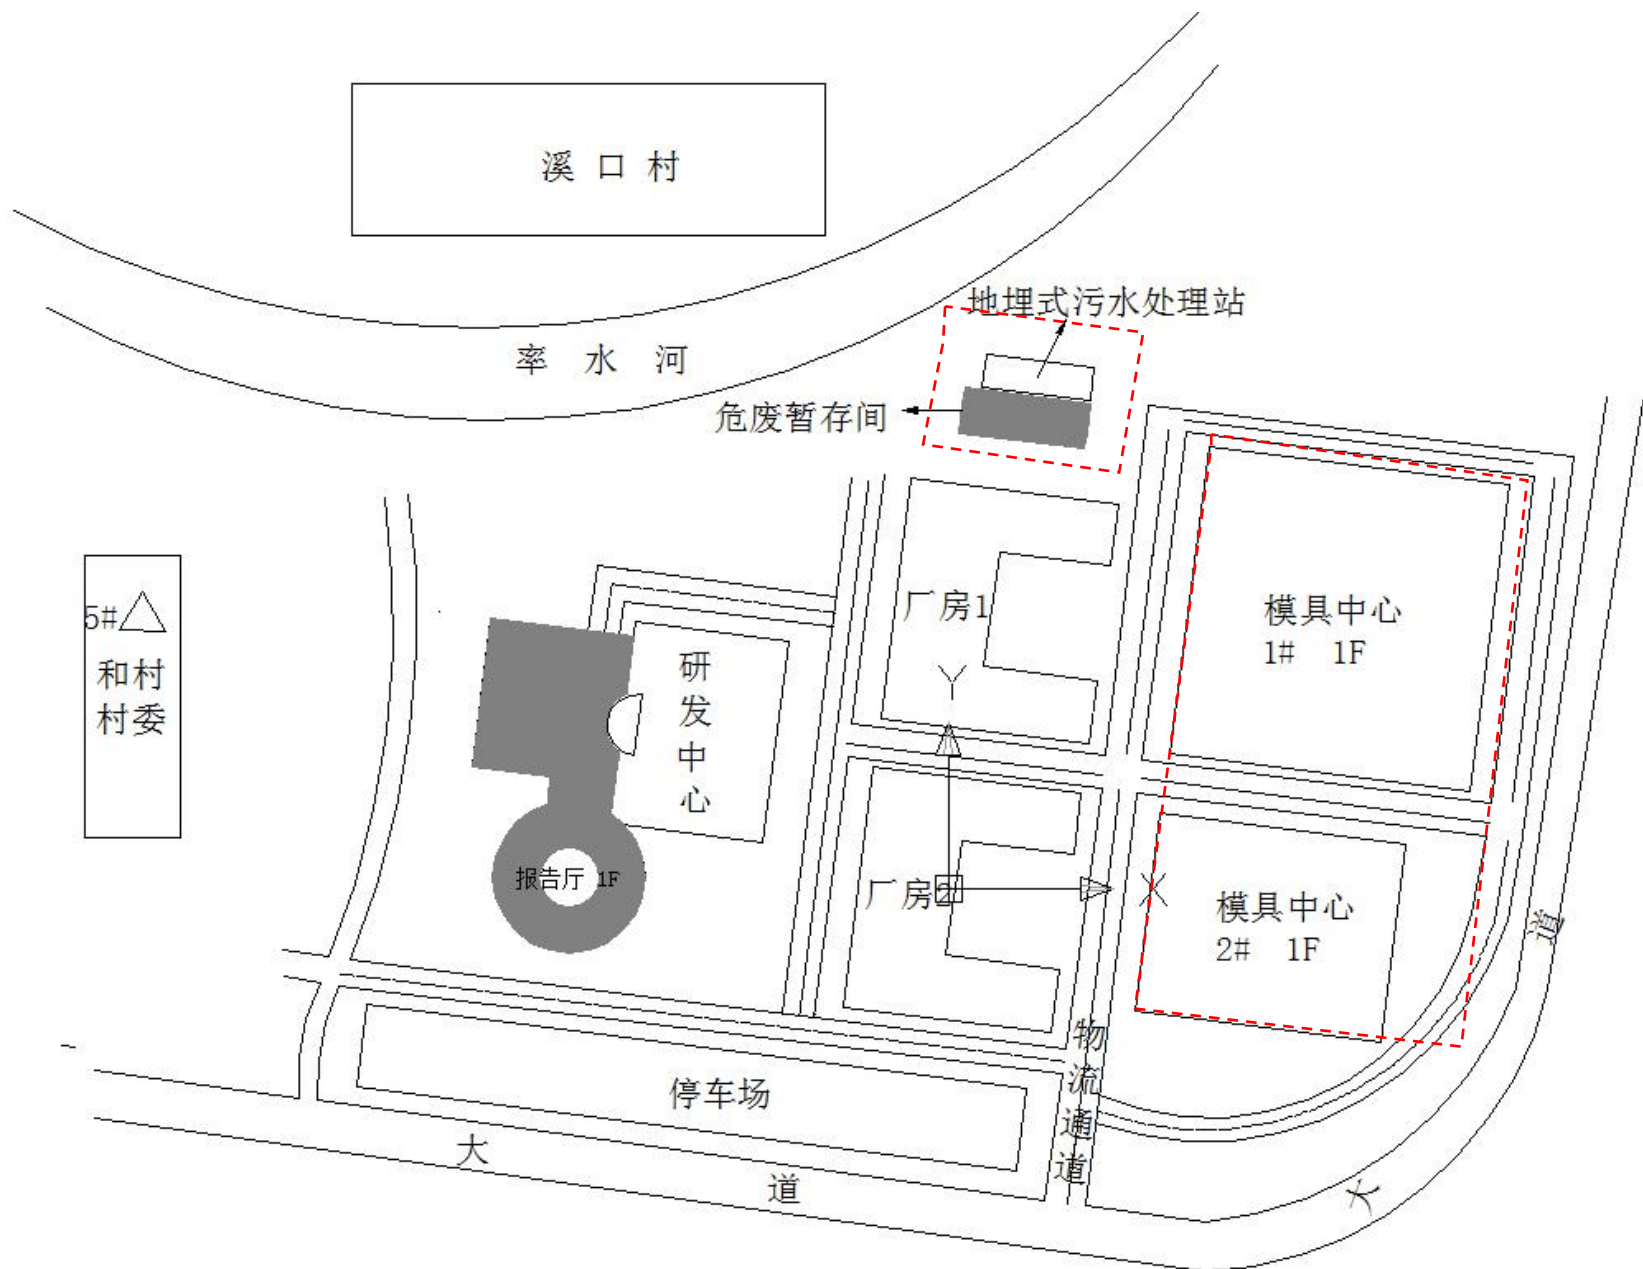 溪 口 村
地埋式污水处理站
率 水 河
危废暂存间
5#
和村
村委
研发中心
厂房1
模具中心
1# 1F
Y
报告厅 1F
厂房2
X
模具中心
2# 1F
物流通道
停车场
大道
大道